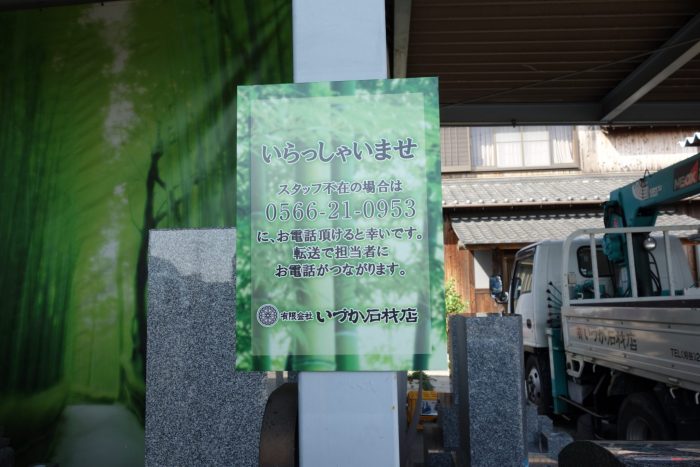 いらっしゃいませ
スタッフ不在の場合は
0566-21-0953
に、お電話頂けると幸いです。
転送で担当者に
お電話がつながります。
有限会社 いづか石材店
いづか石材店